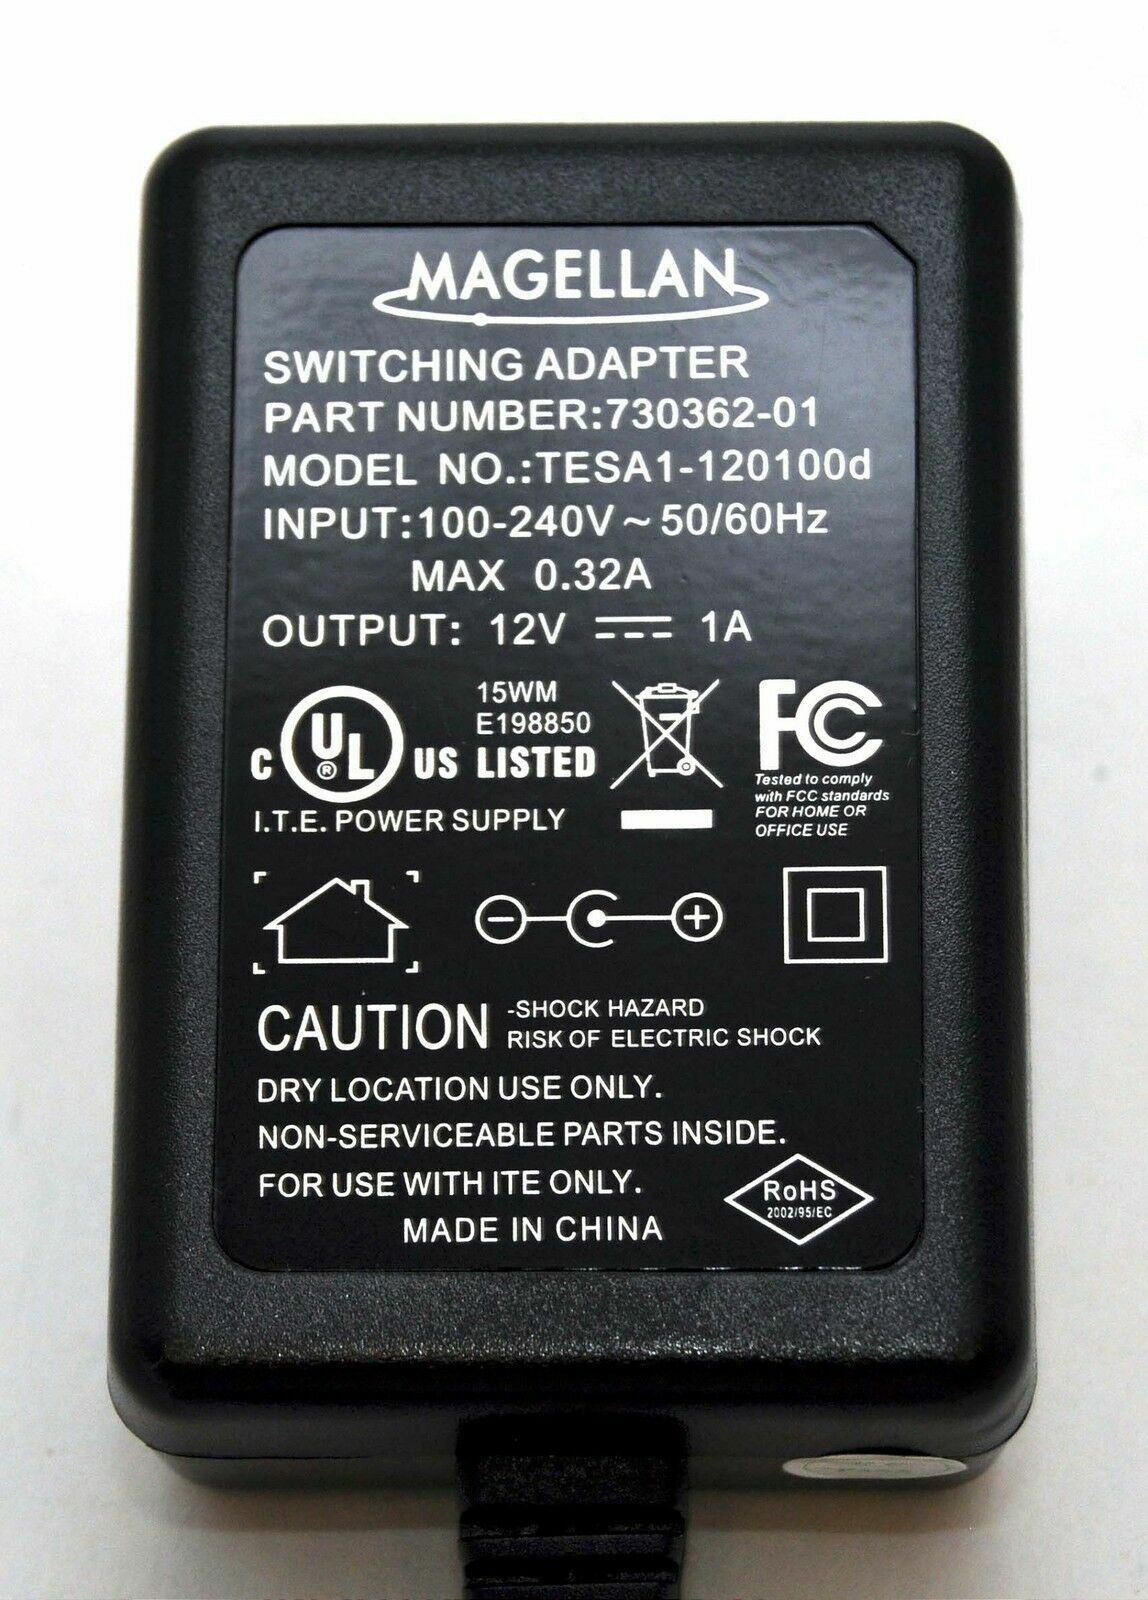 MAGELLAN
SWITCHING ADAPTER
PART NUMBER:730362-01
MODEL NO.:TESA1-120100d
INPUT:100-240V ~ 50/60Hz
MAX 0.32A
OUTPUT: 12V ⎓ 1A
15WM
E198850
C UL ® US LISTED
I.T.E. POWER SUPPLY
FC
Tested to comply
with FCC standards
FOR HOME OR
OFFICE USE
- +
CAUTION -SHOCK HAZARD
RISK OF ELECTRIC SHOCK
DRY LOCATION USE ONLY.
NON-SERVICEABLE PARTS INSIDE.
FOR USE WITH ITE ONLY.
MADE IN CHINA
RoHS
2002/95/EC